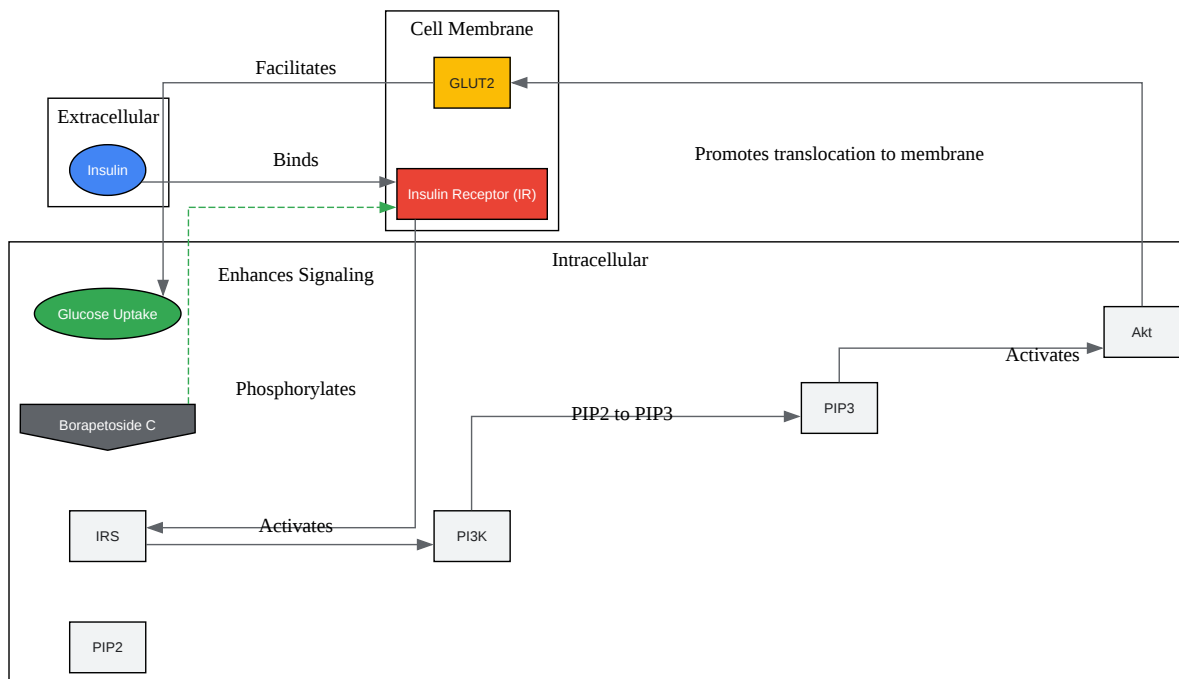 Cell Membrane
Facilitates
GLUT2
Extracellular
Insulin
Binds
Promotes translocation to membrane
Insulin Receptor (IR)
Intracellular
Enhances Signaling
Glucose Uptake
Akt
Activates
Phosphorylates
PIP3
Borapetoside C
PIP2 to PIP3
IRS
Activates
PI3K
PIP2